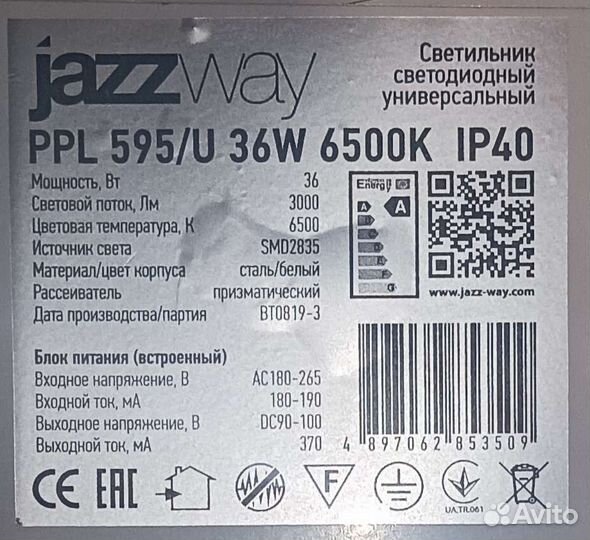 jazzway
Светильник
светодиодный
универсальный
PPL 595/U 36W 6500K IP40
Мощность, Вт 36
Световой поток, Лм 3000
Цветовая температура, К 6500
Источник света SMD2835
Материал/цвет корпуса сталь/белый
Рассеиватель призматический
Дата производства/партия BT0819-3
Energy
A A
G
www.jazz-way.com
Блок питания (встроенный)
Входное напряжение, В AC180-265
Входной ток, мА 180-190
Выходное напряжение, В DC90-100
Выходной ток, мА 370
4 897062 853509
CE EAC F
UA.TR.061
Avito